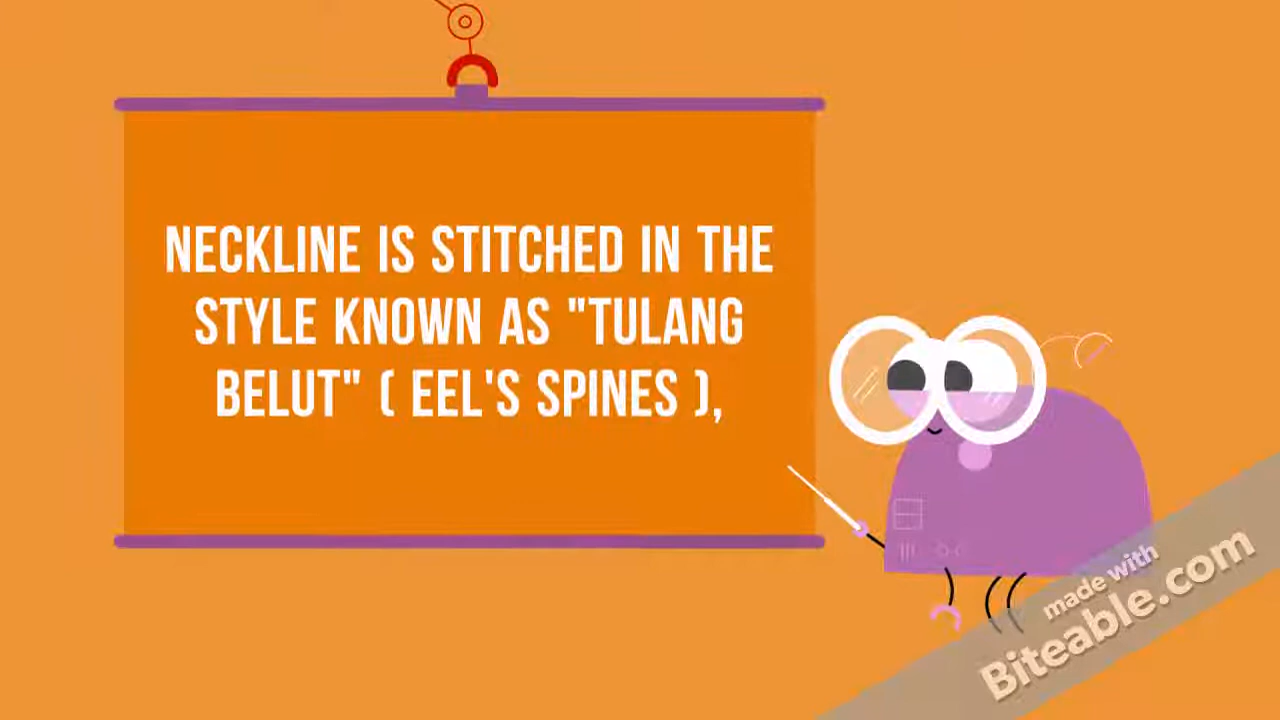 NECKLINE IS STITCHED IN THE
STYLE KNOWN AS "TULANG
BELUT" ( EEL'S SPINES ),
made with
Biteable.com